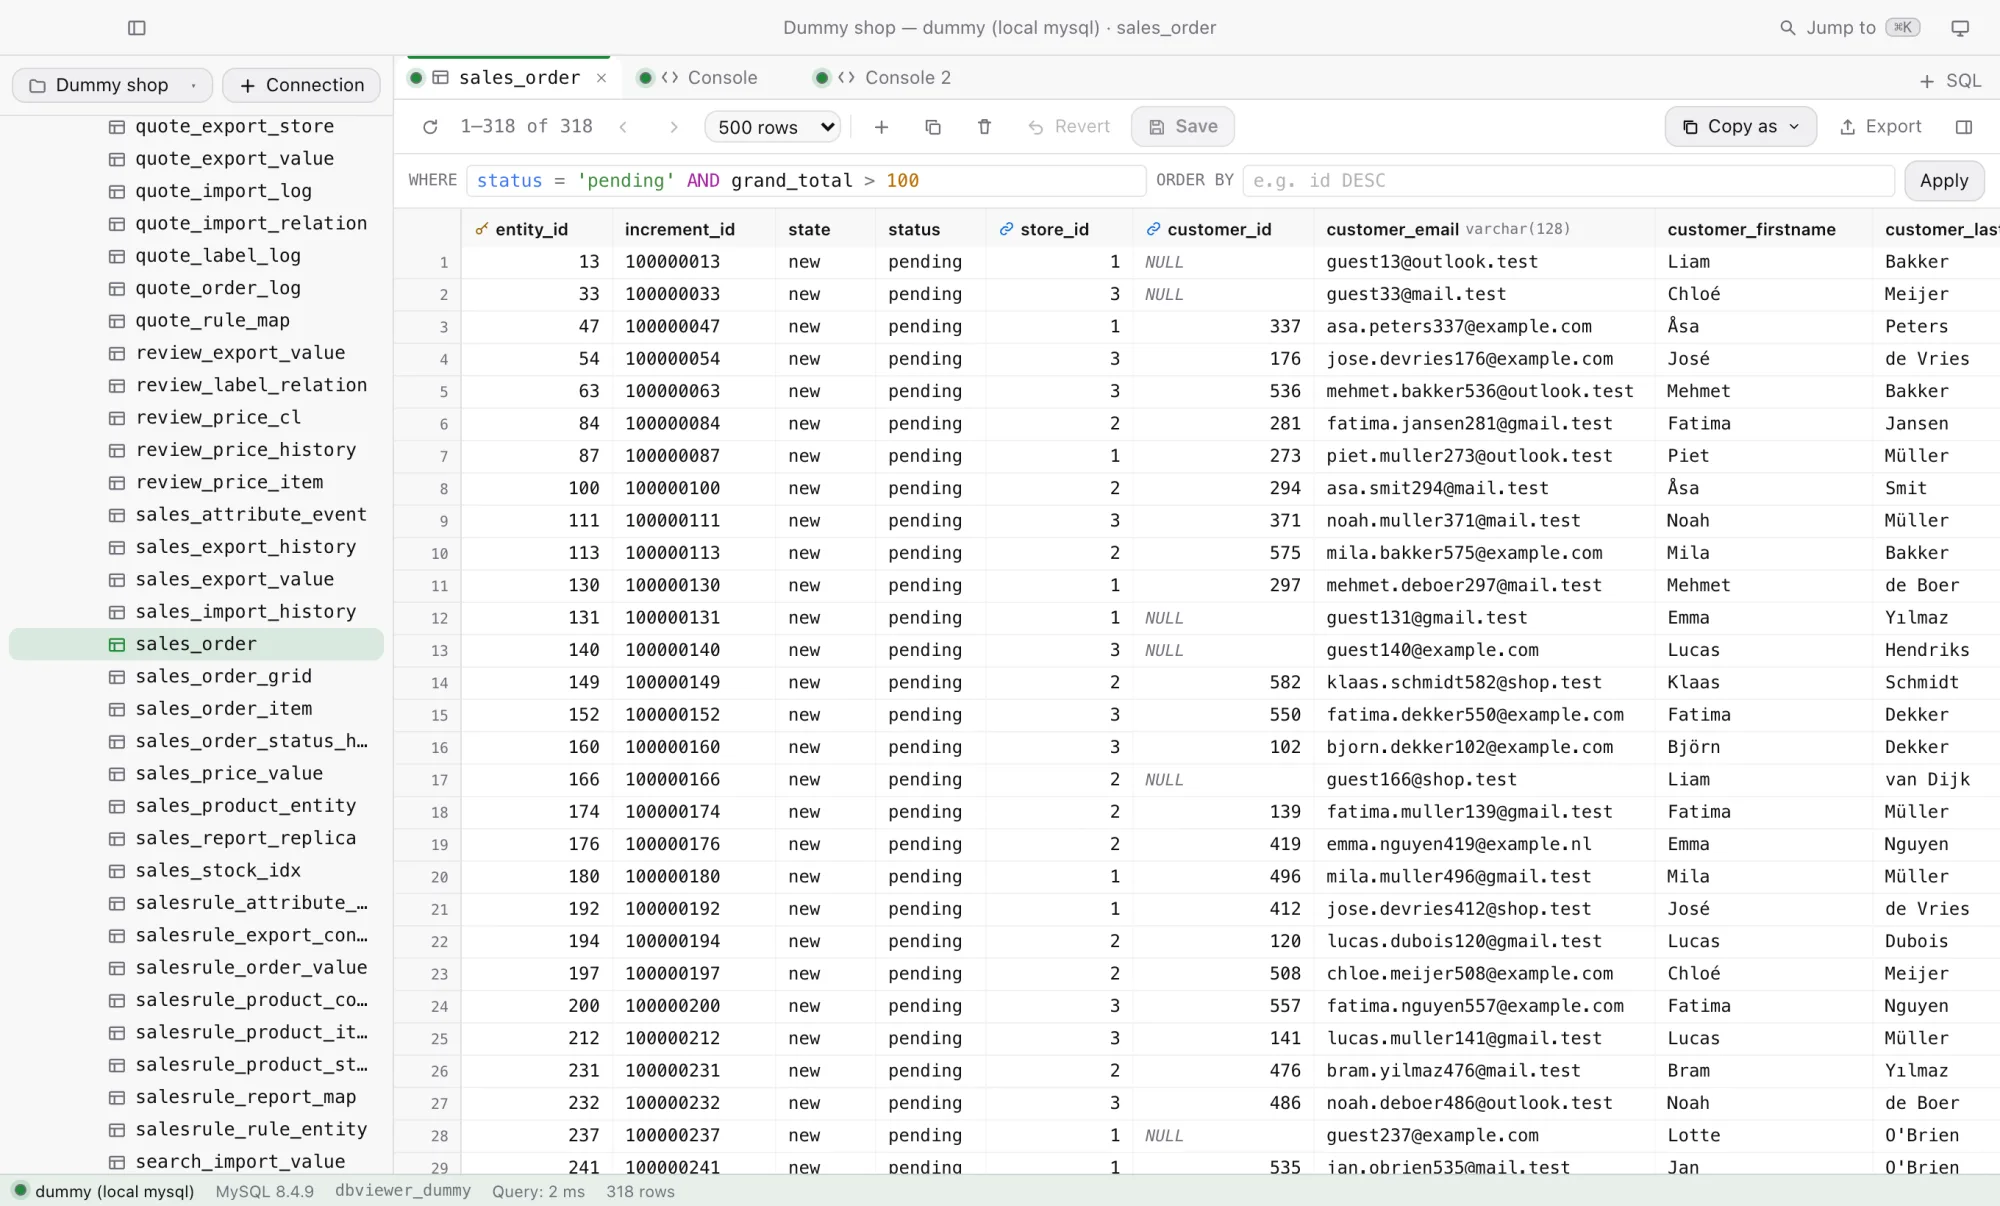 Dummy shop — dummy (local mysql) · sales_order
Jump to ⌘K
Dummy shop
+ Connection
sales_order ×
<> Console
<> Console 2
+ SQL
1–318 of 318
500 rows
Revert
Save
Copy as
Export
WHERE status = 'pending' AND grand_total > 100
ORDER BY e.g. id DESC
Apply
quote_export_store
quote_export_value
quote_import_log
quote_import_relation
quote_label_log
quote_order_log
quote_rule_map
review_export_value
review_label_relation
review_price_cl
review_price_history
review_price_item
sales_attribute_event
sales_export_history
sales_export_value
sales_import_history
sales_order
sales_order_grid
sales_order_item
sales_order_status_h…
sales_price_value
sales_product_entity
sales_report_replica
sales_stock_idx
salesrule_attribute_…
salesrule_export_con…
salesrule_order_value
salesrule_product_co…
salesrule_product_it…
salesrule_product_st…
salesrule_report_map
salesrule_rule_entity
search_import_value
entity_id increment_id state status store_id customer_id customer_email varchar(128) customer_firstname customer_las
1 13 100000013 new pending 1 NULL guest13@outlook.test Liam Bakker
2 33 100000033 new pending 3 NULL guest33@mail.test Chloé Meijer
3 47 100000047 new pending 1 337 asa.peters337@example.com Åsa Peters
4 54 100000054 new pending 3 176 jose.devries176@example.com José de Vries
5 63 100000063 new pending 3 536 mehmet.bakker536@outlook.test Mehmet Bakker
6 84 100000084 new pending 2 281 fatima.jansen281@gmail.test Fatima Jansen
7 87 100000087 new pending 1 273 piet.muller273@outlook.test Piet Müller
8 100 100000100 new pending 2 294 asa.smit294@mail.test Åsa Smit
9 111 100000111 new pending 3 371 noah.muller371@mail.test Noah Müller
10 113 100000113 new pending 2 575 mila.bakker575@example.com Mila Bakker
11 130 100000130 new pending 1 297 mehmet.deboer297@mail.test Mehmet de Boer
12 131 100000131 new pending 1 NULL guest131@gmail.test Emma Yılmaz
13 140 100000140 new pending 3 NULL guest140@example.com Lucas Hendriks
14 149 100000149 new pending 2 582 klaas.schmidt582@shop.test Klaas Schmidt
15 152 100000152 new pending 3 550 fatima.dekker550@example.com Fatima Dekker
16 160 100000160 new pending 3 102 bjorn.dekker102@example.com Björn Dekker
17 166 100000166 new pending 2 NULL guest166@shop.test Liam van Dijk
18 174 100000174 new pending 2 139 fatima.muller139@gmail.test Fatima Müller
19 176 100000176 new pending 2 419 emma.nguyen419@example.nl Emma Nguyen
20 180 100000180 new pending 1 496 mila.muller496@gmail.test Mila Müller
21 192 100000192 new pending 1 412 jose.devries412@shop.test José de Vries
22 194 100000194 new pending 2 120 lucas.dubois120@gmail.test Lucas Dubois
23 197 100000197 new pending 2 508 chloe.meijer508@example.com Chloé Meijer
24 200 100000200 new pending 3 557 fatima.nguyen557@example.com Fatima Nguyen
25 212 100000212 new pending 3 141 lucas.muller141@gmail.test Lucas Müller
26 231 100000231 new pending 2 476 bram.yilmaz476@mail.test Bram Yılmaz
27 232 100000232 new pending 3 486 noah.deboer486@outlook.test Noah de Boer
28 237 100000237 new pending 1 NULL guest237@example.com Lotte O'Brien
29 241 100000241 new pending 1 535 jan.obrien535@mail.test Jan O'Brien
dummy (local mysql) MySQL 8.4.9 dbviewer_dummy Query: 2 ms 318 rows